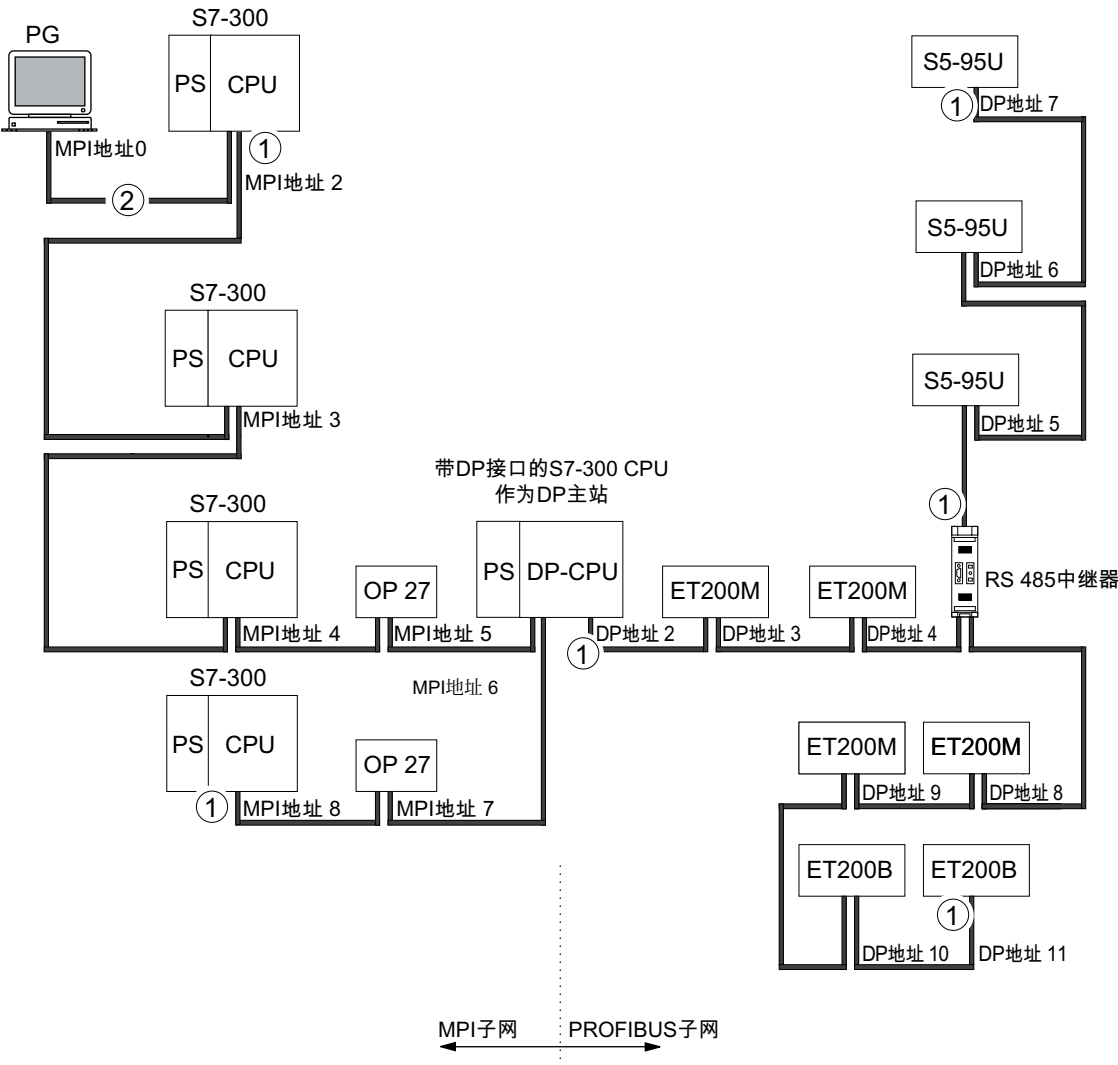 S7-300
PG
PS
CPU
①
MPI地址0
MPI地址 2
②
S7-300
PS
CPU
MPI地址 3
S7-300
PS
CPU
MPI地址 4
OP 27
MPI地址 5
带DP接口的S7-300 CPU
作为DP主站
PS
DP-CPU
MPI地址 6
①
DP地址 2
ET200M
DP地址 3
ET200M
DP地址 4
S7-300
PS
CPU
①
MPI地址 8
OP 27
MPI地址 7
S5-95U
①
DP地址 7
S5-95U
DP地址 6
S5-95U
DP地址 5
①
RS 485中继器
ET200M
ET200M
DP地址 9
DP地址 8
ET200B
ET200B
①
DP地址 10
DP地址 11
MPI子网
PROFIBUS子网